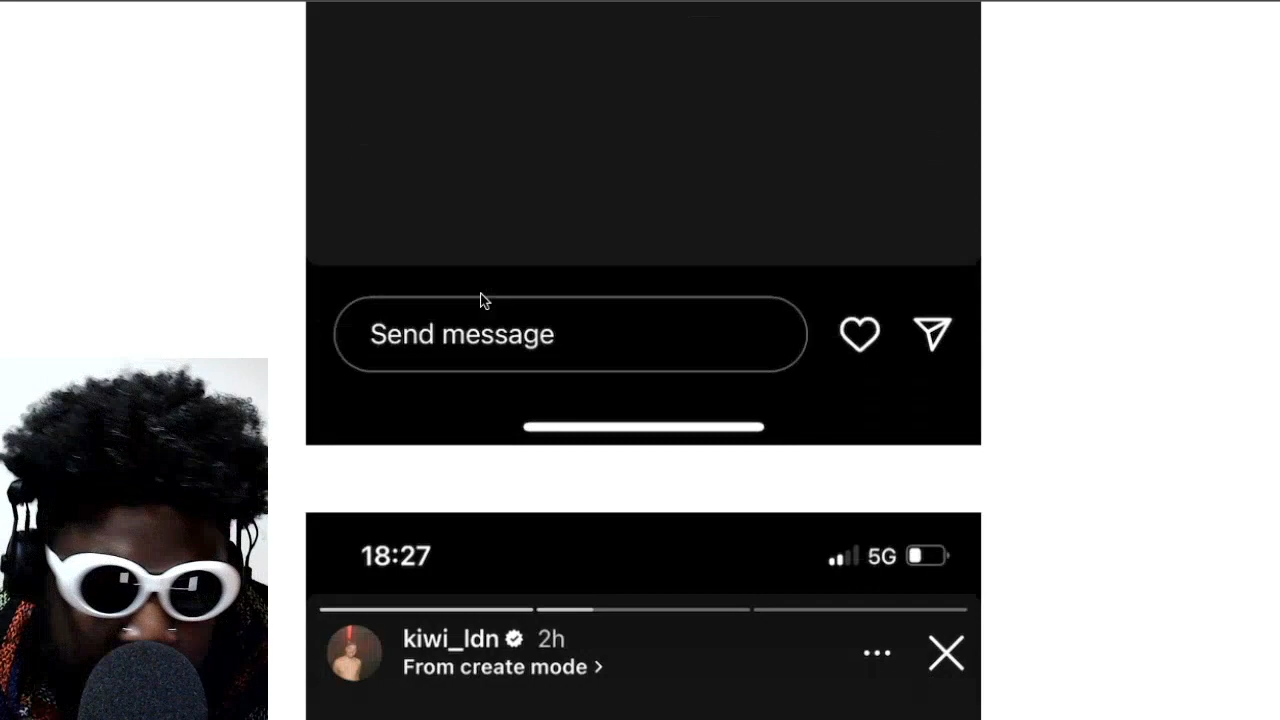 Send message
18:27 5G
kiwi_ldn 2h
From create mode >